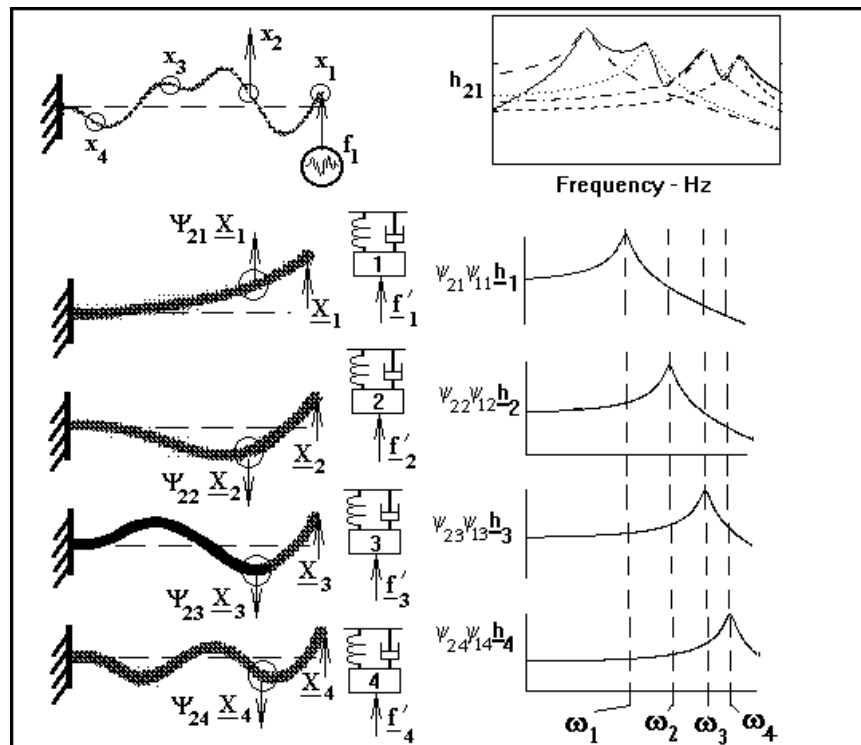 x₂
x₃
x₁
x₄
f₁
h₂₁
Frequency - Hz
Ψ₂₁ X₁
X₁
1
f′₁
ψ₂₁ψ₁₁h₁
X₂
Ψ₂₂ X₂
2
f′₂
ψ₂₂ψ₁₂h₂
X₃
Ψ₂₃ X₃
3
f′₃
ψ₂₃ψ₁₃h₃
X₄
Ψ₂₄ X₄
4
f′₄
ψ₂₄ψ₁₄h₄
ω₁ ω₂ ω₃ ω₄